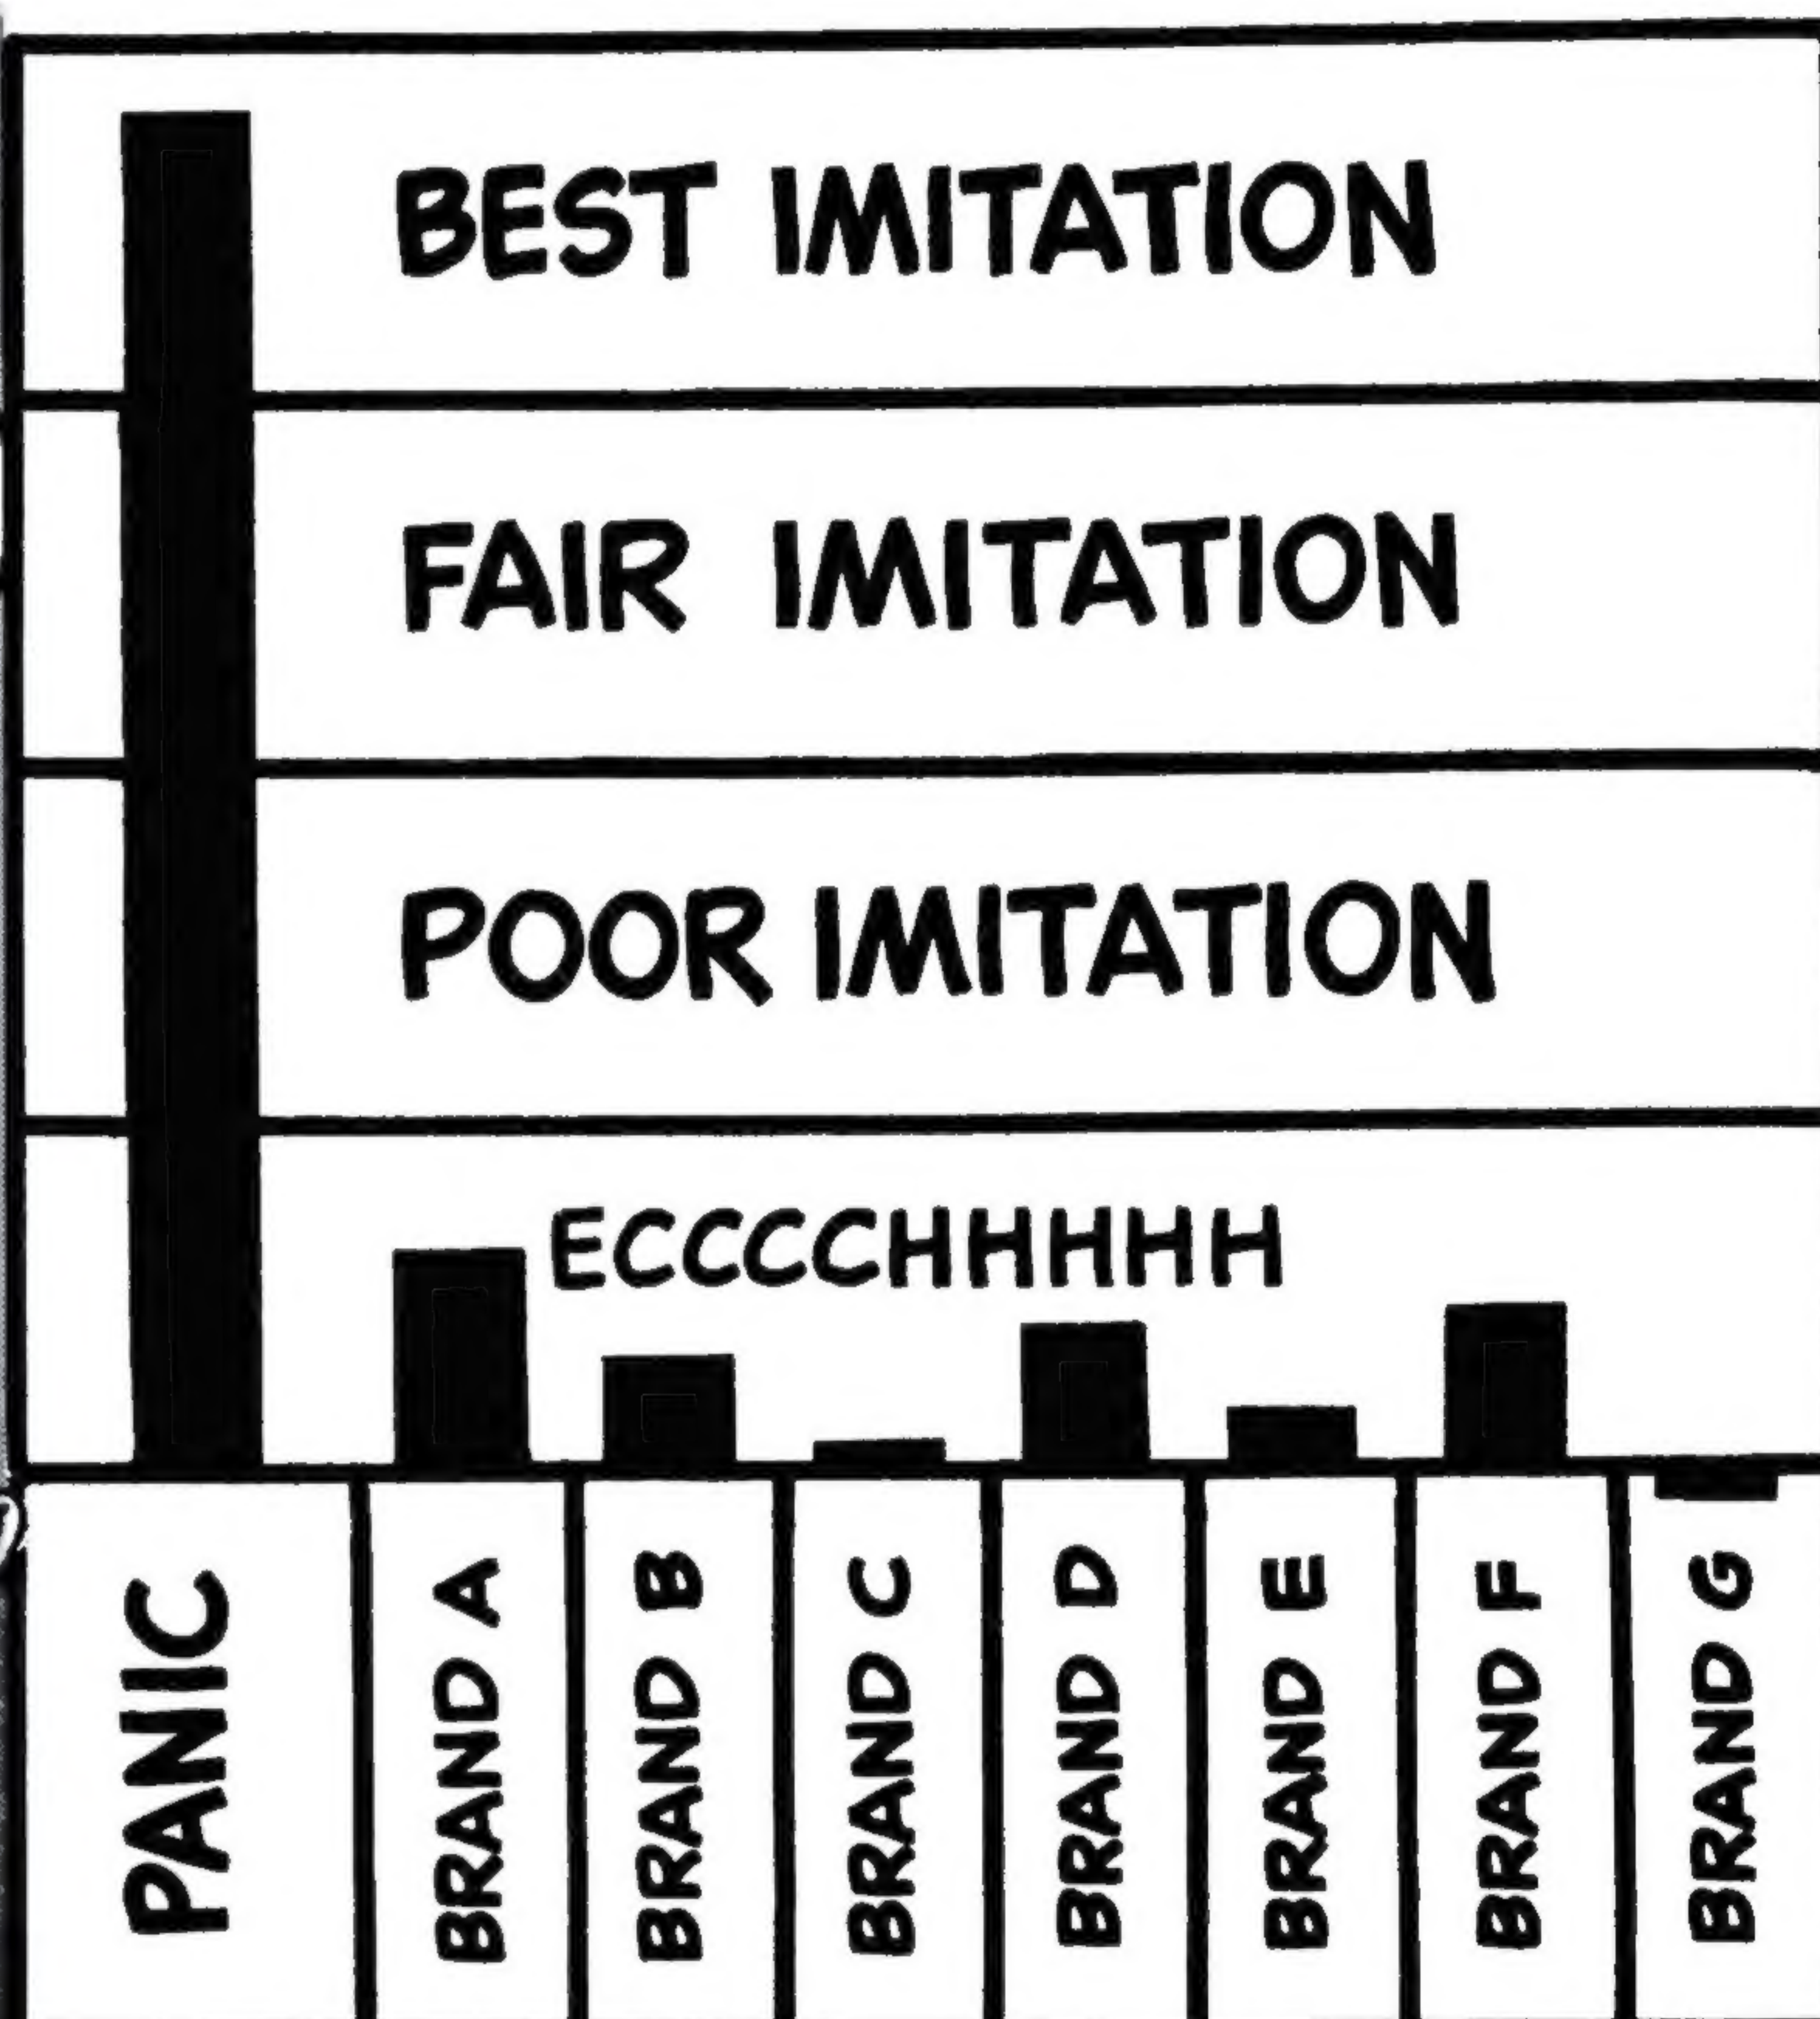 BEST IMITATION
FAIR IMITATION
POOR IMITATION
ECCCCHHHHH
PANIC
BRAND A
BRAND B
BRAND C
BRAND D
BRAND E
BRAND F
BRAND G